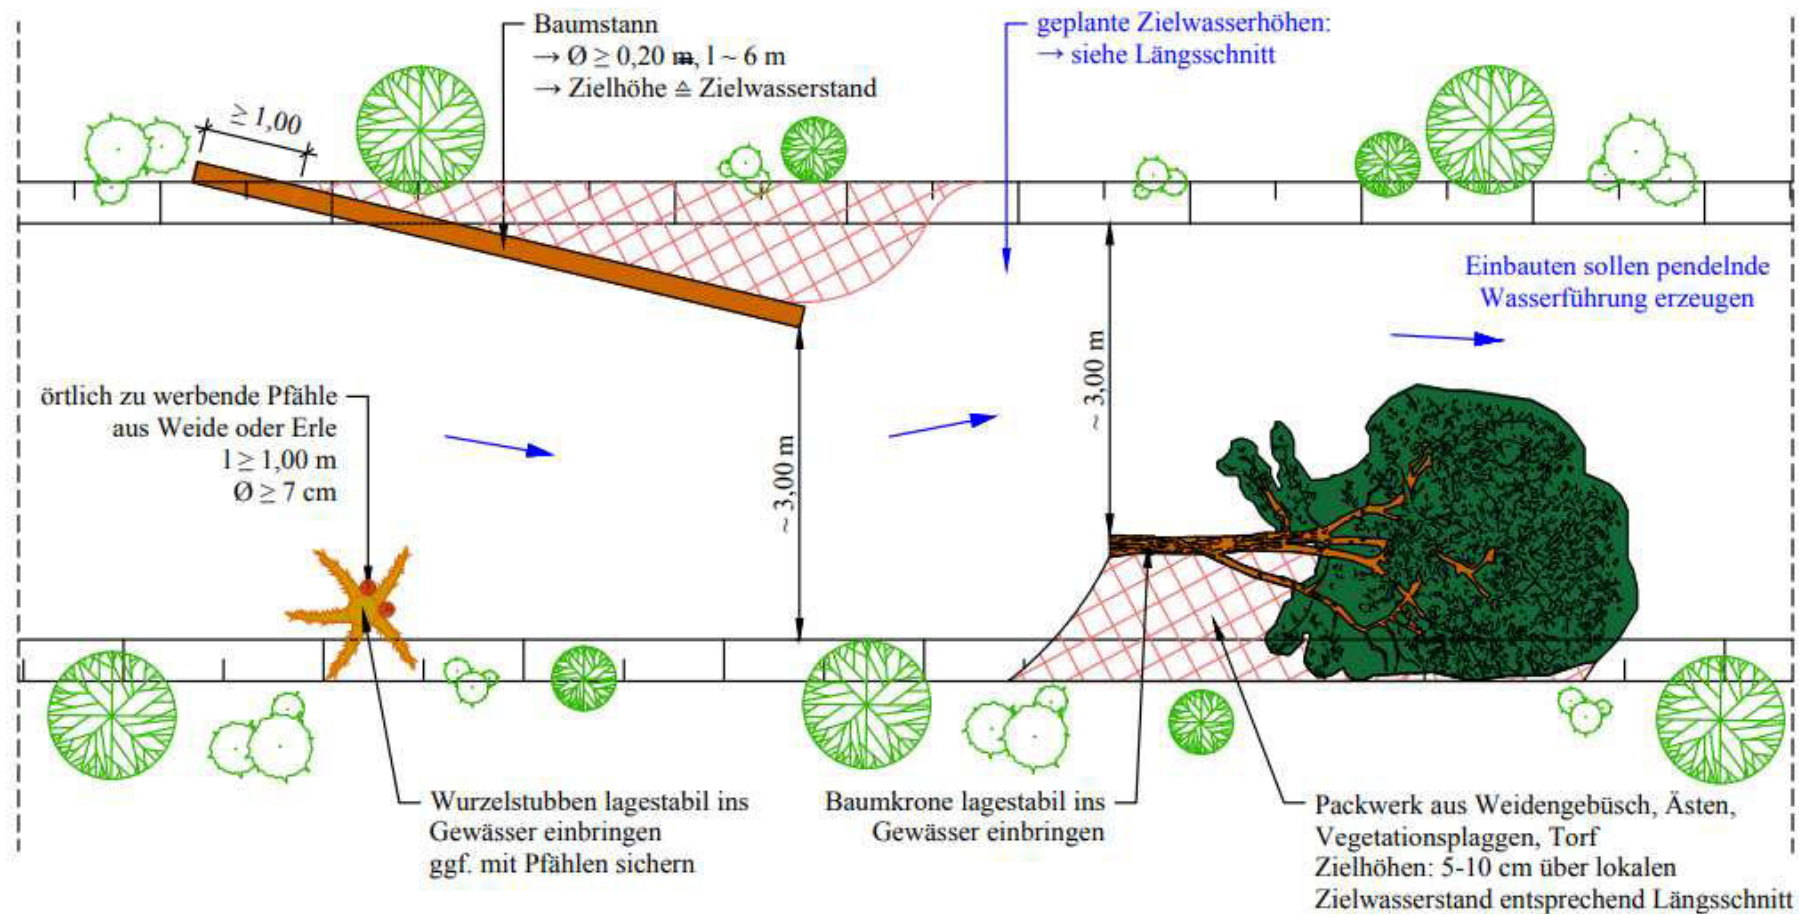 Baumstann
→ Ø ≥ 0,20 m, l ~ 6 m
→ Zielhöhe ≙ Zielwasserstand
geplante Zielwasserhöhen:
→ siehe Längsschnitt
≥ 1,00
Einbauten sollen pendelnde
Wasserführung erzeugen
~ 3,00 m
örtlich zu werbende Pfähle
aus Weide oder Erle
l ≥ 1,00 m
Ø ≥ 7 cm
~ 3,00 m
Wurzelstubben lagestabil ins
Gewässer einbringen
ggf. mit Pfählen sichern
Baumkrone lagestabil ins
Gewässer einbringen
Packwerk aus Weidengebüsch, Ästen,
Vegetationsplaggen, Torf
Zielhöhen: 5-10 cm über lokalen
Zielwasserstand entsprechend Längsschnitt